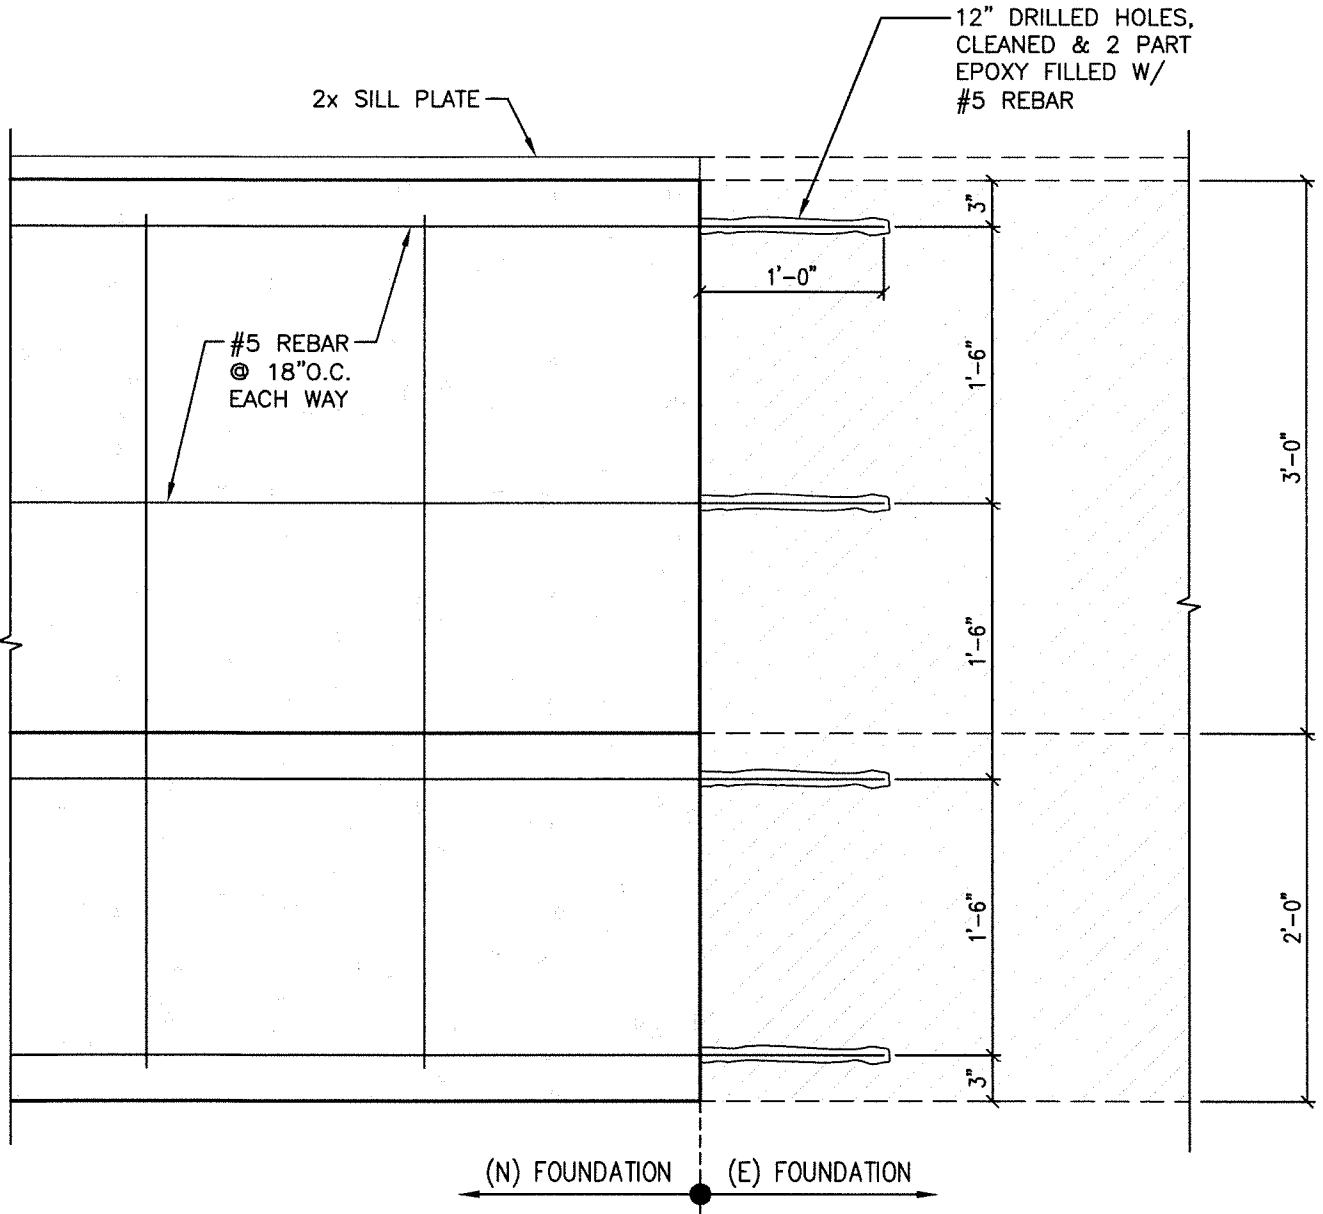 12" DRILLED HOLES,
CLEANED & 2 PART
EPOXY FILLED W/
#5 REBAR
2x SILL PLATE
3"
1'-0"
#5 REBAR
@ 18"O.C.
EACH WAY
1'-6"
3'-0"
1'-6"
1'-6"
2'-0"
3"
(N) FOUNDATION
(E) FOUNDATION